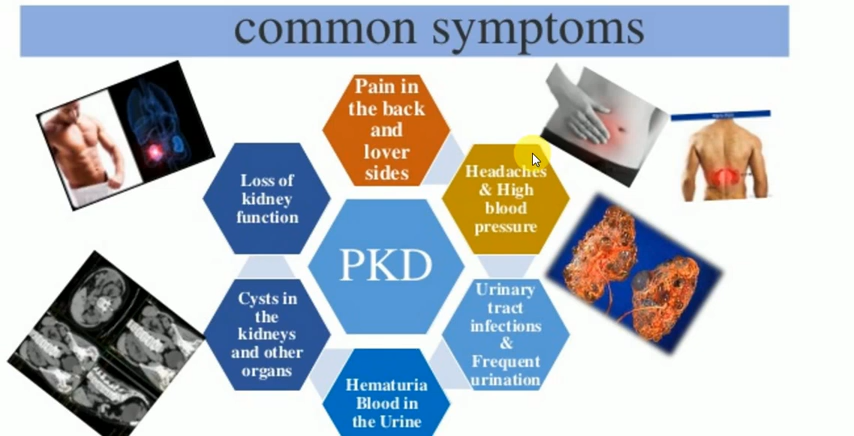 common symptoms
Pain in
the back
and
lover
sides
Headaches
& High
blood
pressure
Urinary
tract
infections
&
Frequent
urination
Hematuria
Blood in
the Urine
Cysts in
the
kidneys
and other
organs
Loss of
kidney
function
PKD